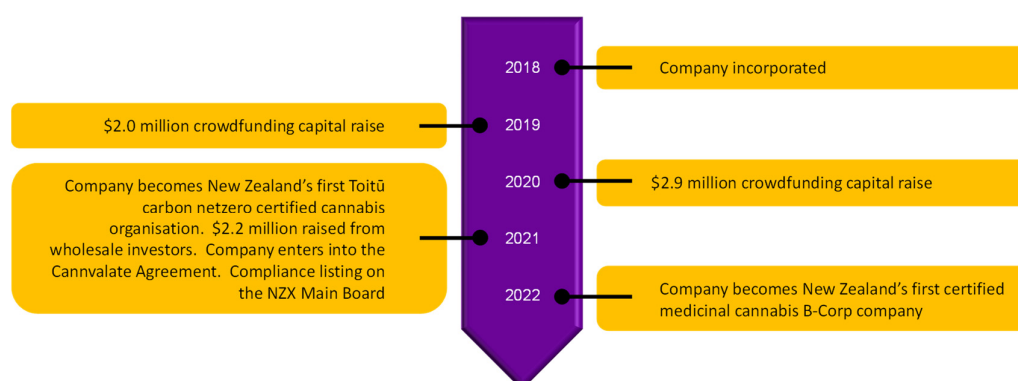 2018
Company incorporated
$2.0 million crowdfunding capital raise
2019
2020
$2.9 million crowdfunding capital raise
Company becomes New Zealand’s first Toitū
carbon netzero certified cannabis
organisation.  $2.2 million raised from
wholesale investors.  Company enters into the
Cannvalate Agreement.  Compliance listing on
the NZX Main Board
2021
2022
Company becomes New Zealand’s first certified
medicinal cannabis B-Corp company